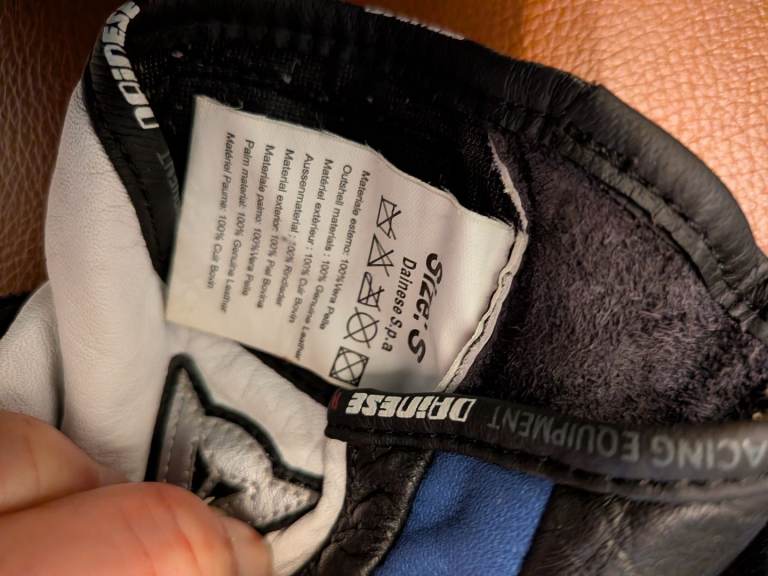 DAINESE
Size: S
Dainese S.p.a
Materiale esterno: 100% Vera Pelle
Outshell materials : 100% Genuine Leather
Matériel extérieur : 100% Cuir Bovin
Aussenmaterial : 100% Rindleder
Material exterior: 100% Piel Bovina
Materiale palmo: 100% Vera Pelle
Palm material: 100% Genuine Leather
Matériel Paume: 100% Cuir Bovin
DAINESE
ACING EQUIPMENT